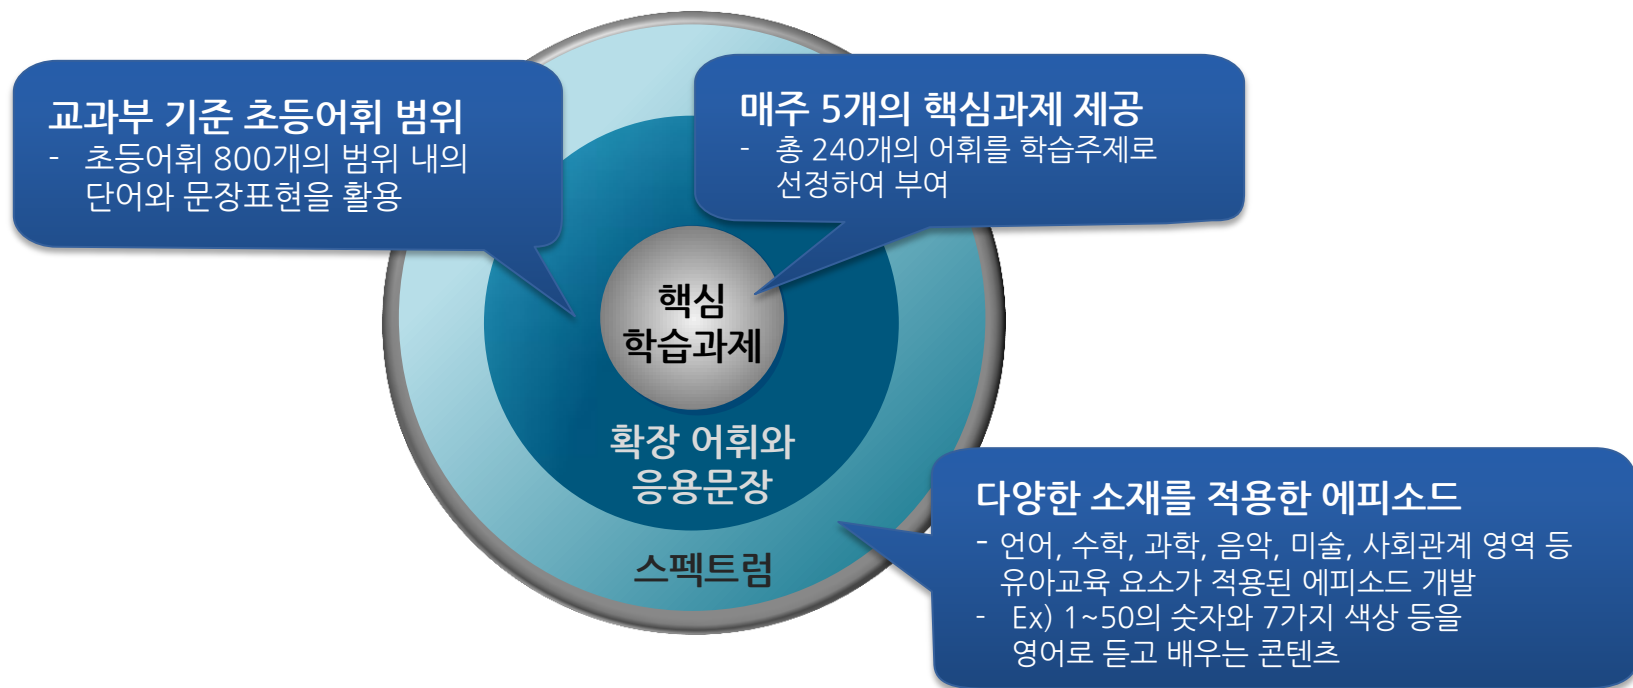 교과부 기준 초등어휘 범위
- 초등어휘 800개의 범위 내의
단어와 문장표현을 활용
매주 5개의 핵심과제 제공
- 총 240개의 어휘를 학습주제로
선정하여 부여
핵심
학습과제
확장 어휘와
응용문장
스펙트럼
다양한 소재를 적용한 에피소드
- 언어, 수학, 과학, 음악, 미술, 사회관계 영역 등
유아교육 요소가 적용된 에피소드 개발
- Ex) 1~50의 숫자와 7가지 색상 등을
영어로 듣고 배우는 콘텐츠